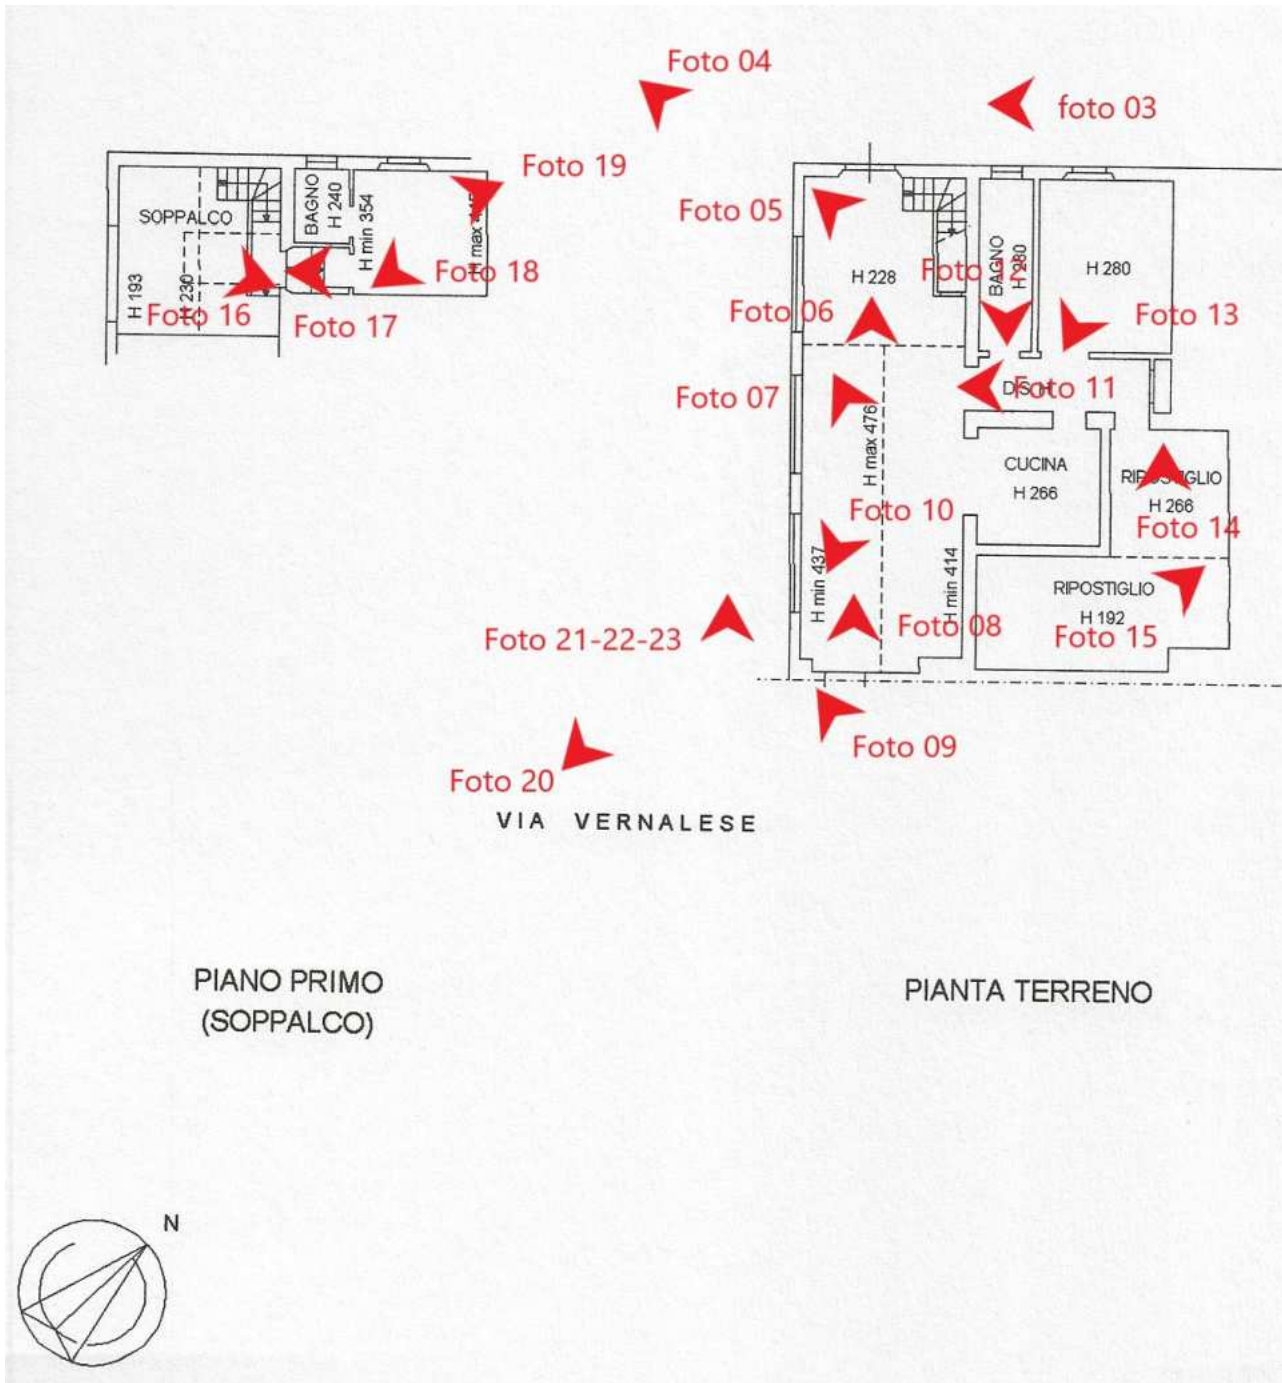 Foto 04
foto 03
Foto 19
Foto 05
SOPPALCO
BAGNO
H 240
H min 354
H max
Foto 18
H 193
H 230
Foto 16
Foto 17
H 228
BAGNO
H 280
H 280
Foto 12
Foto 06
Foto 13
Foto 07
DISIM
Foto 11
H max 476
CUCINA
H 266
RIPOSTIGLIO
H 266
Foto 10
Foto 14
H min 437
H min 414
RIPOSTIGLIO
H 192
Foto 21-22-23
Foto 08
Foto 15
Foto 09
Foto 20
VIA VERNALESE
PIANO PRIMO
(SOPPALCO)
PIANTA TERRENO
N